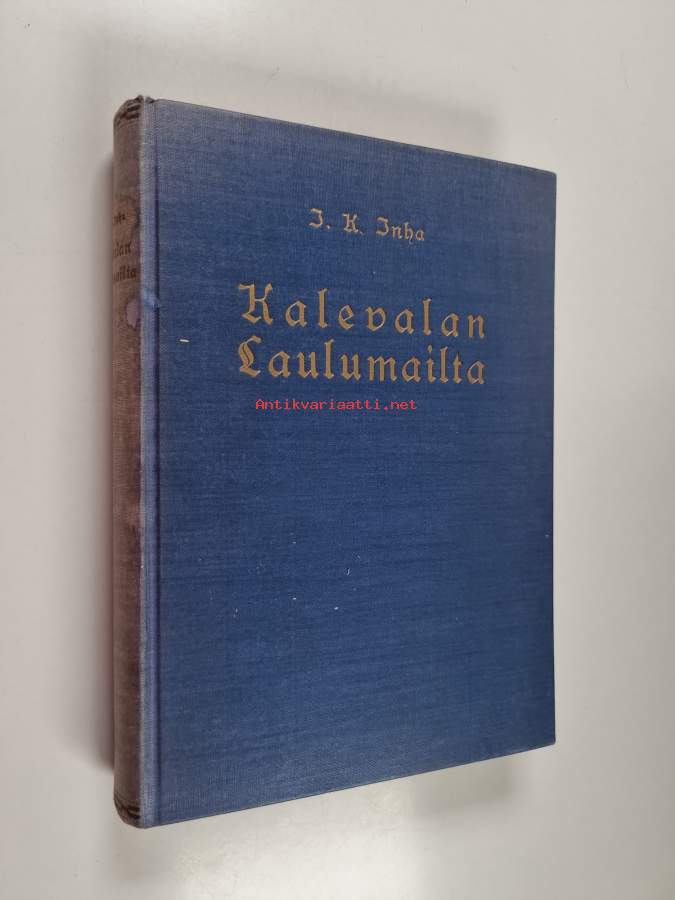 I. K. Inha
Kalevalan
Laulumailta
Antikvariaatti.net